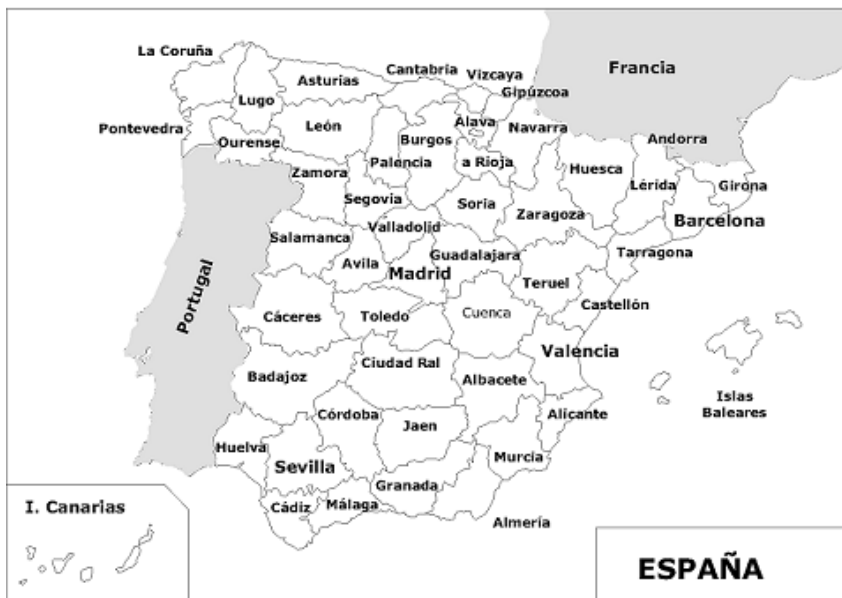 La Coruña
Asturias
Cantabria
Vizcaya
Gipúzcoa
Francia
Lugo
León
Burgos
Alava
Navarra
Andorra
Pontevedra
Ourense
Zamora
Palencia
a Rioja
Huesca
Lérida
Girona
Segovia
Soria
Zaragoza
Barcelona
Salamanca
Valladolid
Avila
Madrid
Guadalajara
Teruel
Tarragona
Portugal
Cáceres
Toledo
Cuenca
Castellón
Badajoz
Ciudad Ral
Albacete
Valencia
Islas
Baleares
Huelva
Córdoba
Jaen
Alicante
Sevilla
Murcía
Cádiz
Málaga
Granada
Almería
I. Canarias
ESPAÑA